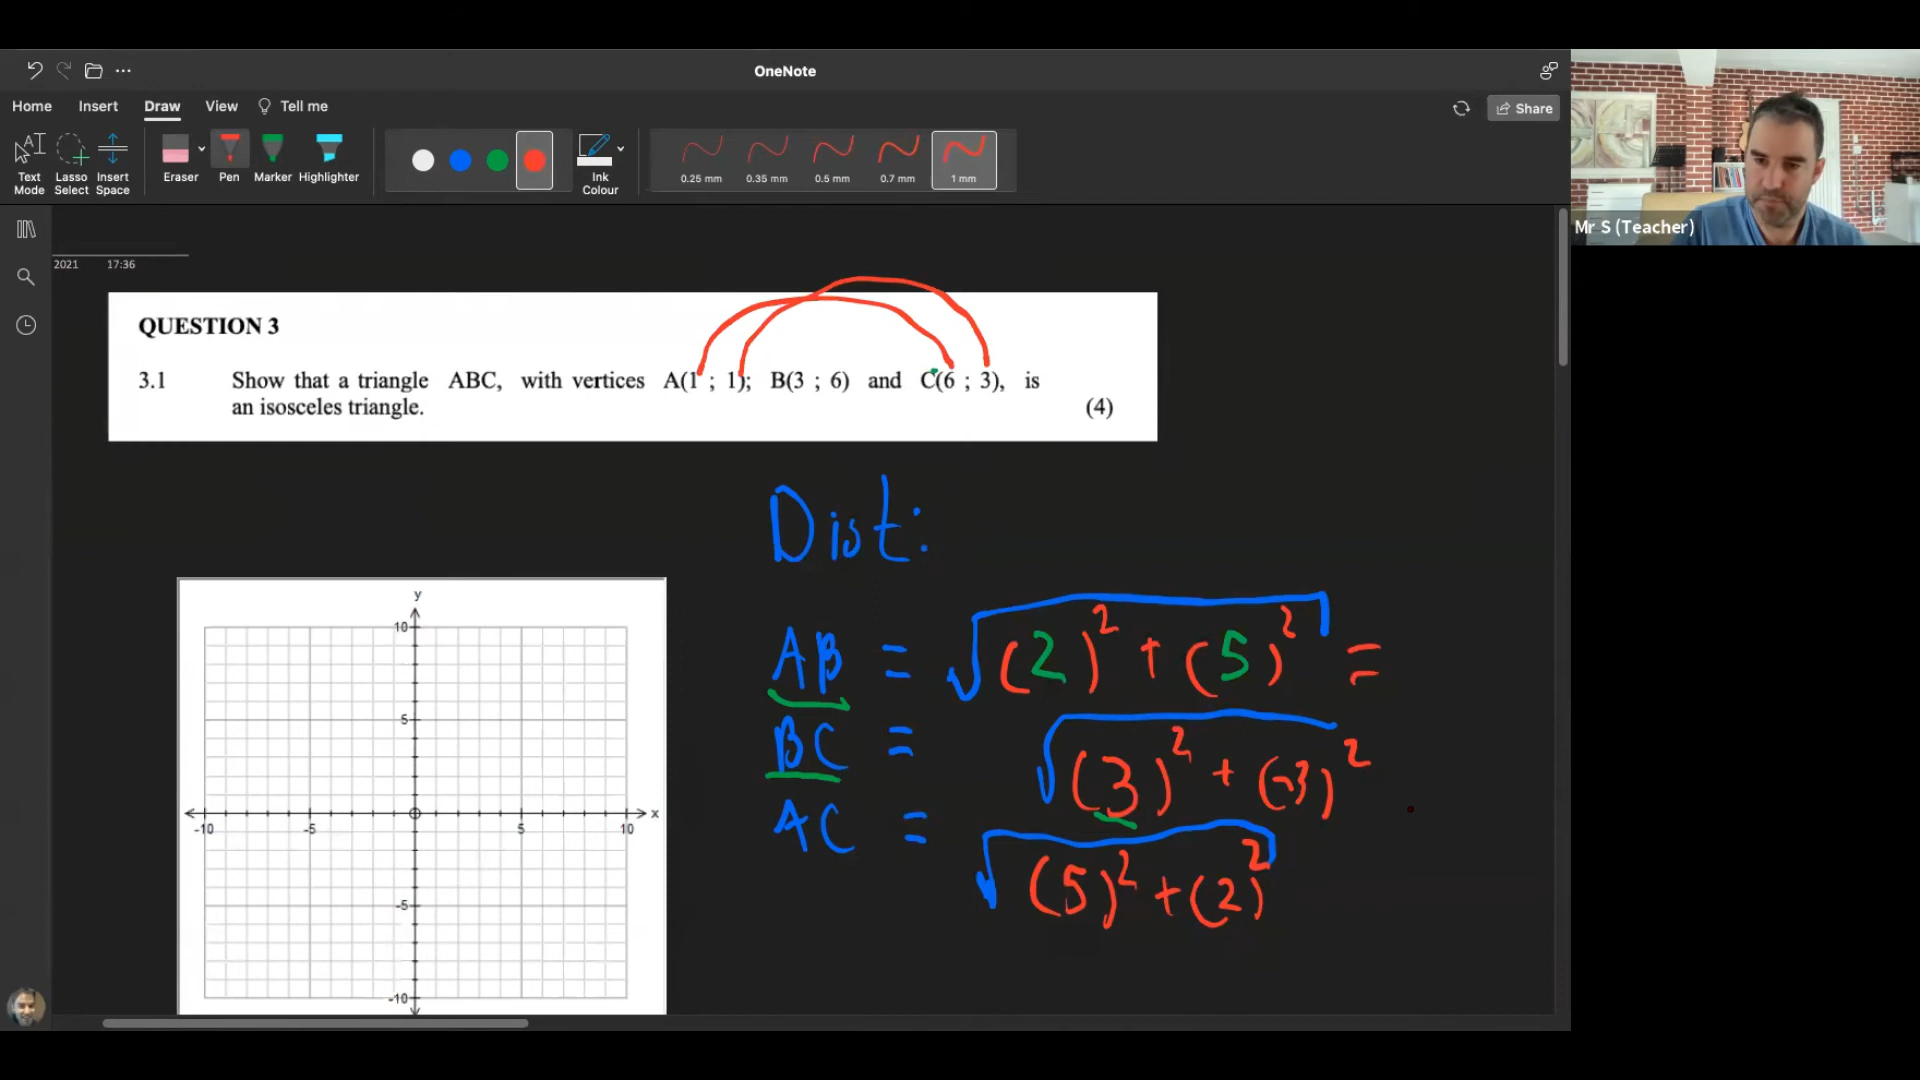 OneNote
Home Insert Draw View Tell me
Share
Text Mode
Lasso Select
Insert Space
Eraser
Pen
Marker
Highlighter
Ink Colour
0.25 mm 0.35 mm 0.5 mm 0.7 mm 1 mm
Mr S (Teacher)
2021 17:36
QUESTION 3
3.1 Show that a triangle ABC, with vertices A(1 ; 1); B(3 ; 6) and C(6 ; 3), is
an isosceles triangle. (4)
Dist:
AB = √(2)² + (5)² =
BC = √(3)² + (-3)²
AC = √(5)² + (2)²
y
10
5
-10 -5 0 5 10 x
-5
-10